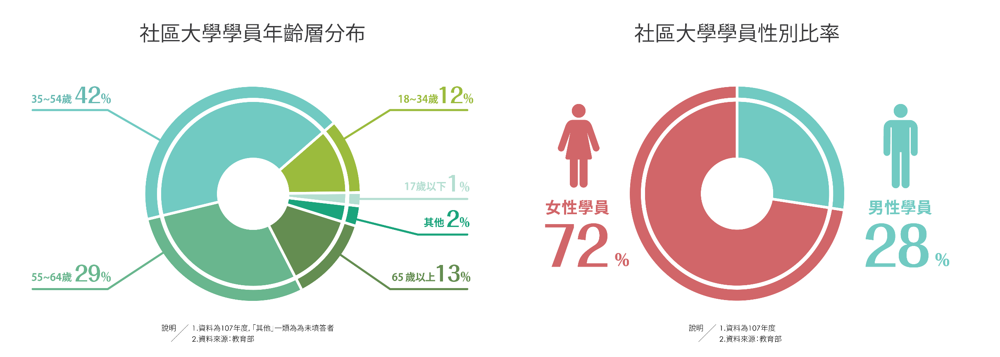 社區大學學員年齡層分布
35~54歲 42%
18~34歲12%
17歲以下1%
其他 2%
55~64歲 29%
65 歲以上13%
說明／1.資料為107年度,「其他」一類為為未填答者
2.資料來源：教育部
社區大學學員性別比率
女性學員
72%
男性學員
28%
說明／1.資料為107年度
2.資料來源：教育部